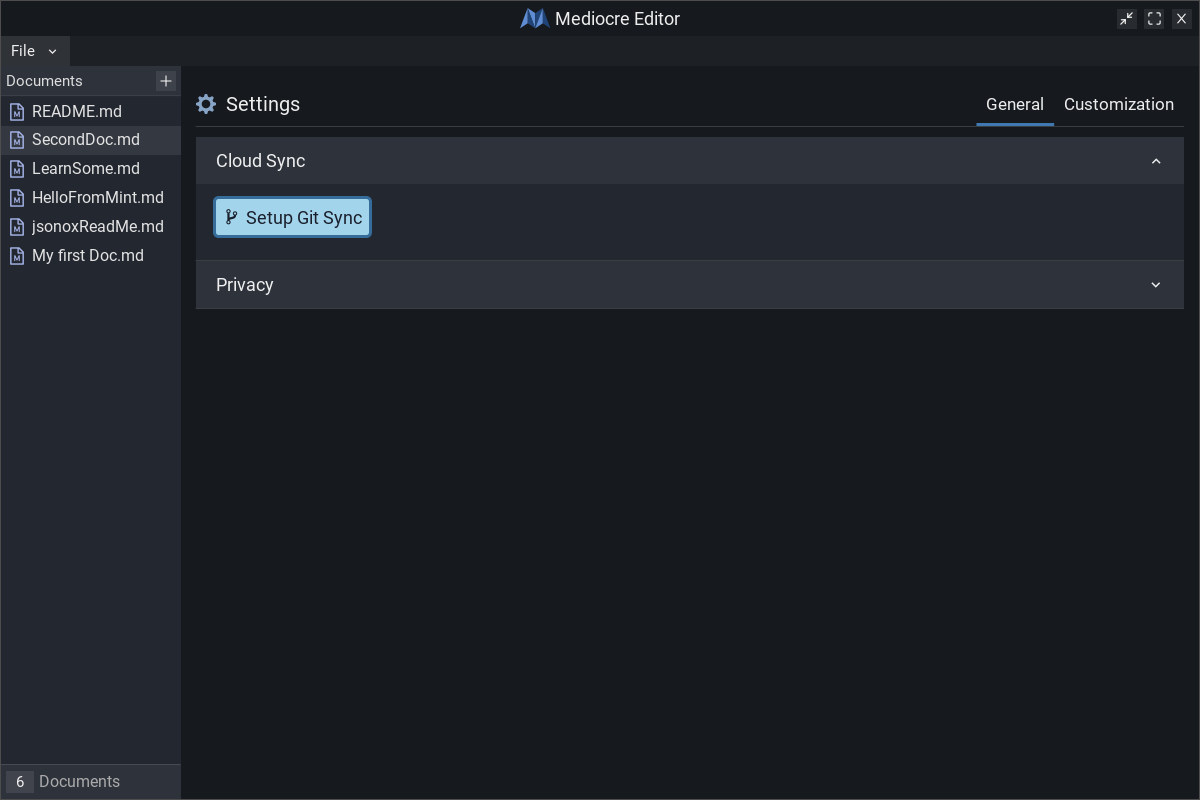 Mediocre Editor
File
Documents
Settings
General Customization
README.md
SecondDoc.md
LearnSome.md
HelloFromMint.md
jsonoxReadMe.md
My first Doc.md
Cloud Sync
Setup Git Sync
Privacy
6 Documents